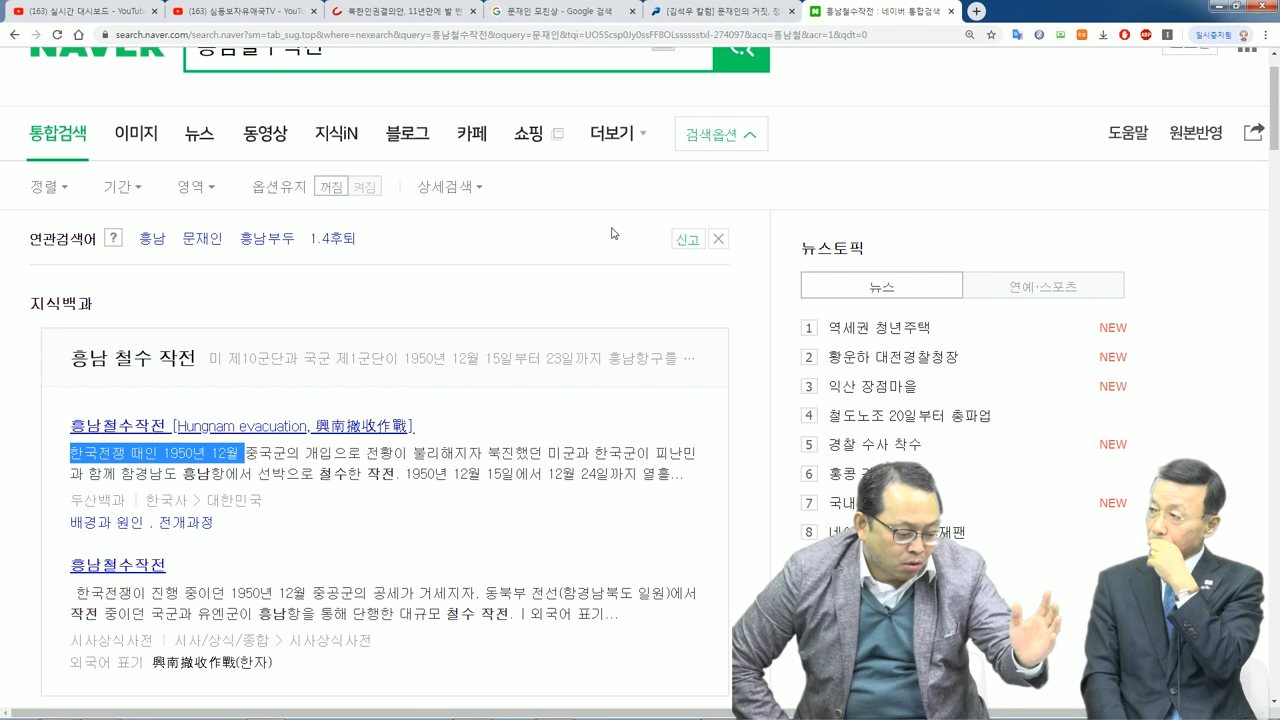 (163) 실시간 대시보드 - YouTub
(163) 심동보자유애국TV - YouTu
북한인권결의안, 11년만에 발 뺀
문재인 모친상 - Google 검색
[김석우 칼럼] 문재인의 거짓, 정
흥남철수작전: 네이버 통합검색
search.naver.com/search.naver?sm=tab_sug.top&where=nexearch&query=흥남철수작전&oquery=문재인&tqi=UO5Scsp0Jy0ssFF8OLssssssstxl-274097&acq=흥남철&acr=1&qdt=0
일시중지됨
NAVER
흥남철수작전
통합검색 이미지 뉴스 동영상 지식iN 블로그 카페 쇼핑 더보기 검색옵션 도움말 원본반영
정렬 기간 영역 옵션유지 꺼짐 켜짐 상세검색
연관검색어 ? 흥남 문재인 흥남부두 1.4후퇴 신고
지식백과
흥남 철수 작전 미 제10군단과 국군 제1군단이 1950년 12월 15일부터 23일까지 흥남항구를 ...
흥남철수작전 [Hungnam evacuation, 興南撤收作戰]
한국전쟁 때인 1950년 12월 중국군의 개입으로 전황이 불리해지자 북진했던 미군과 한국군이 피난민
과 함께 함경남도 흥남항에서 선박으로 철수한 작전. 1950년 12월 15일에서 12월 24일까지 열흘...
두산백과 | 한국사 > 대한민국
배경과 원인 . 전개과정
흥남철수작전
한국전쟁이 진행 중이던 1950년 12월 중공군의 공세가 거세지자, 동북부 전선(함경남북도 일원)에서
작전 중이던 국군과 유엔군이 흥남항을 통해 단행한 대규모 철수 작전. | 외국어 표기...
시사상식사전 | 시사/상식/종합 > 시사상식사전
외국어 표기 興南撤收作戰(한자)
뉴스토픽
뉴스 연예·스포츠
1 역세권 청년주택 NEW
2 황운하 대전경찰청장 NEW
3 익산 장점마을 NEW
4 철도노조 20일부터 총파업
5 경찰 수사 착수 NEW
6 홍콩
7 국내 NEW
8 재팬